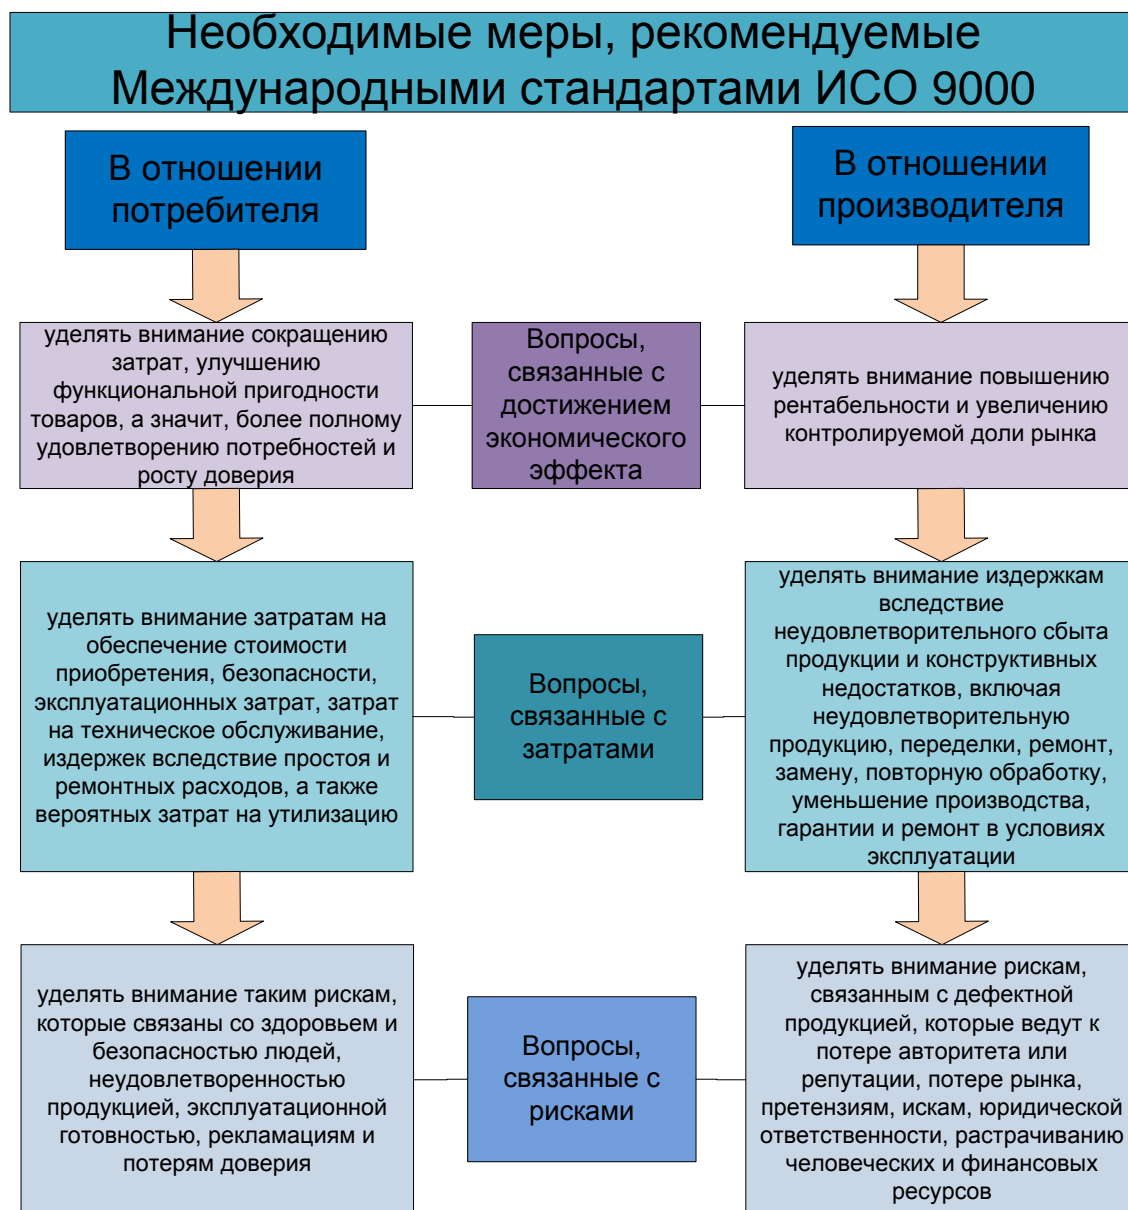 Необходимые меры, рекомендуемые
Международными стандартами ИСО 9000
В отношении
потребителя
В отношении
производителя
уделять внимание сокращению
затрат, улучшению
функциональной пригодности
товаров, а значит, более полному
удовлетворению потребностей и
росту доверия
Вопросы,
связанные с
достижением
экономического
эффекта
уделять внимание повышению
рентабельности и увеличению
контролируемой доли рынка
уделять внимание затратам на
обеспечение стоимости
приобретения, безопасности,
эксплуатационных затрат, затрат
на техническое обслуживание,
издержек вследствие простоя и
ремонтных расходов, а также
вероятных затрат на утилизацию
Вопросы,
связанные с
затратами
уделять внимание издержкам
вследствие
неудовлетворительного сбыта
продукции и конструктивных
недостатков, включая
неудовлетворительную
продукцию, переделки, ремонт,
замену, повторную обработку,
уменьшение производства,
гарантии и ремонт в условиях
эксплуатации
уделять внимание таким рискам,
которые связаны со здоровьем и
безопасностью людей,
неудовлетворенностью
продукцией, эксплуатационной
готовностью, рекламациям и
потерям доверия
Вопросы,
связанные с
рисками
уделять внимание рискам,
связанным с дефектной
продукцией, которые ведут к
потере авторитета или
репутации, потере рынка,
претензиям, искам, юридической
ответственности, растрачиванию
человеческих и финансовых
ресурсов